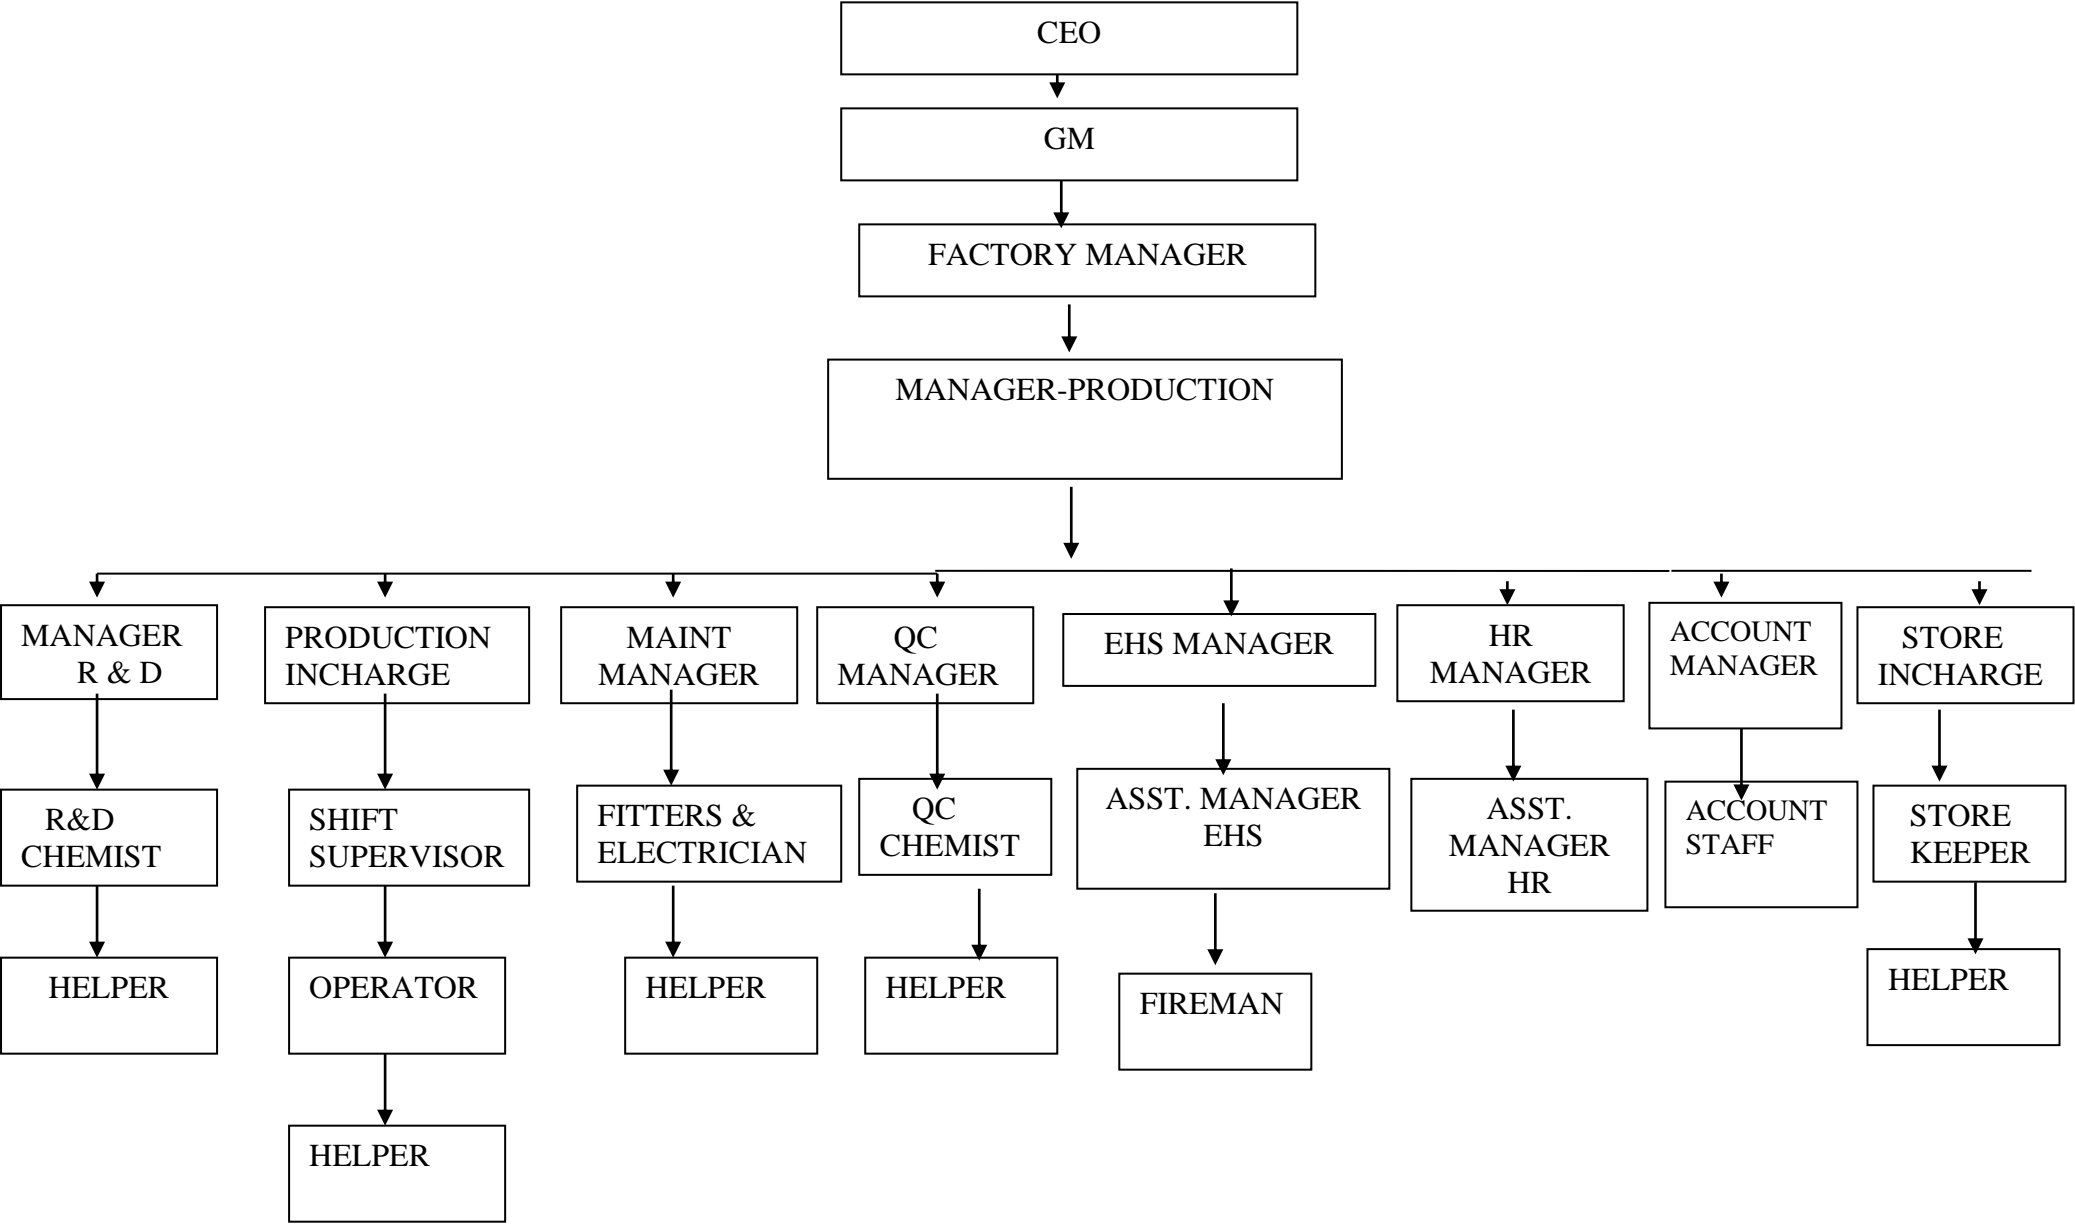 CEO
GM
FACTORY MANAGER
MANAGER-PRODUCTION
MANAGER
R & D
PRODUCTION
INCHARGE
MAINT
MANAGER
QC
MANAGER
EHS MANAGER
HR
MANAGER
ACCOUNT
MANAGER
STORE
INCHARGE
R&D
CHEMIST
SHIFT
SUPERVISOR
FITTERS &
ELECTRICIAN
QC
CHEMIST
ASST. MANAGER
EHS
ASST.
MANAGER
HR
ACCOUNT
STAFF
STORE
KEEPER
HELPER
OPERATOR
HELPER
HELPER
FIREMAN
HELPER
HELPER